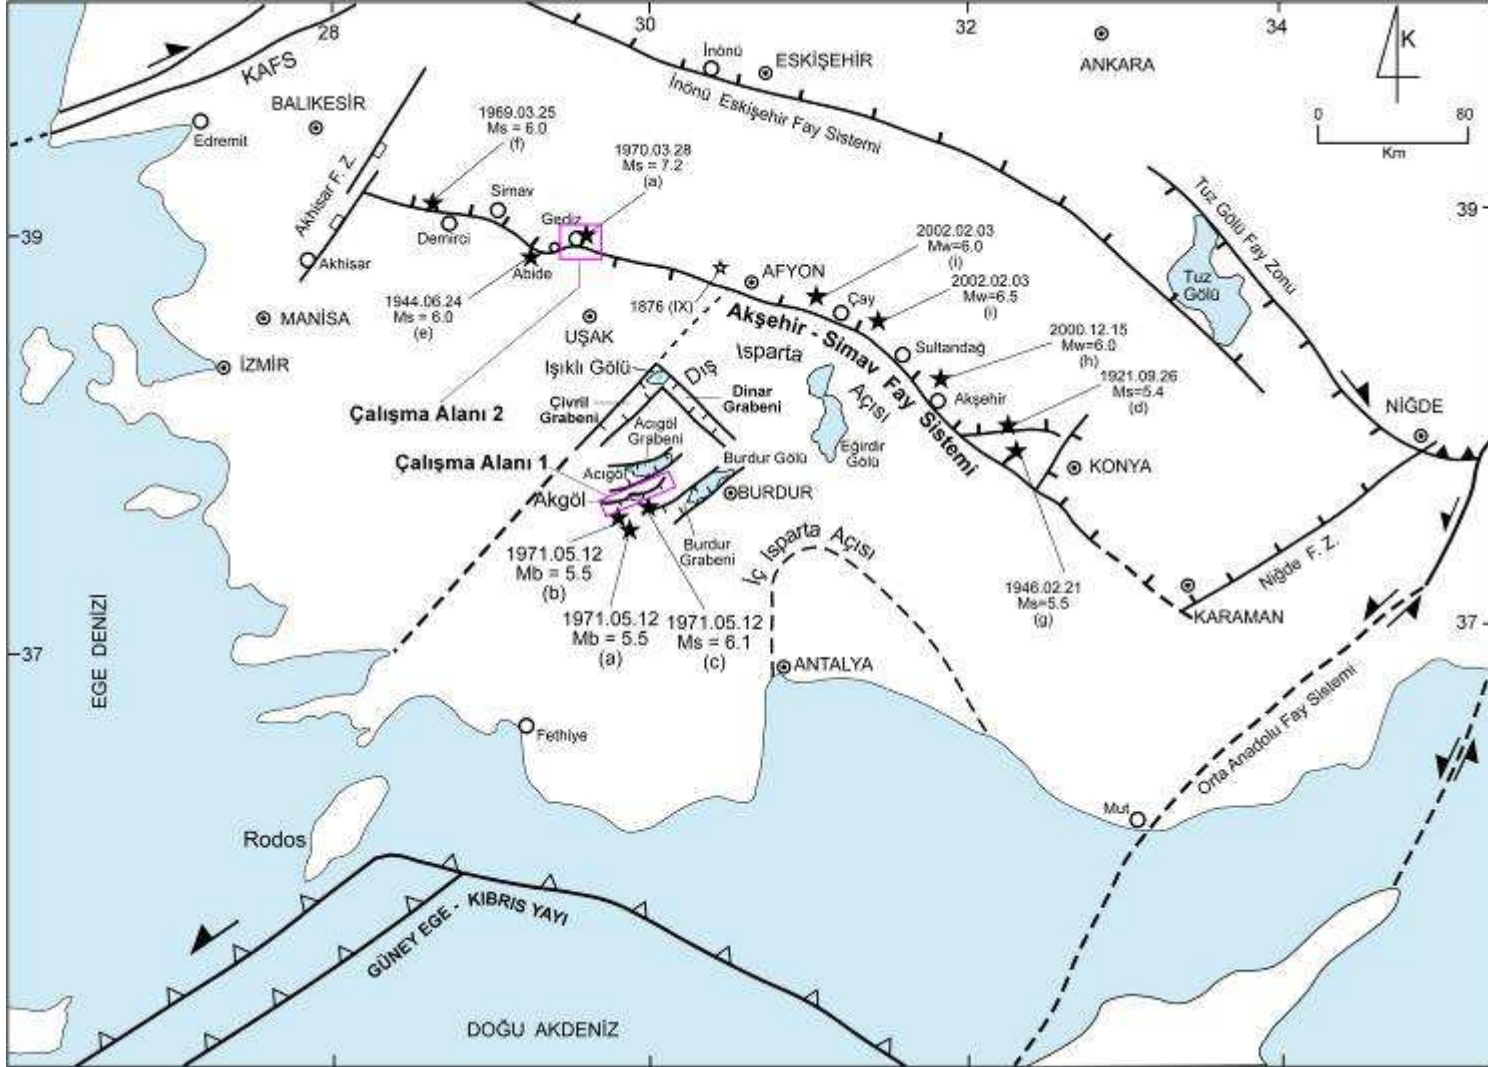 28
30
32
34
K
0
80
Km
KAFS
BALIKESİR
Edremit
Akhisar F. Z.
Akhisar
1969.03.25
Ms = 6.0
(f)
1970.03.28
Ms = 7.2
(a)
İnönü
ESKİŞEHİR
İnönü Eskişehir Fay Sistemi
ANKARA
Tuz Gölü Fay Zonu
Tuz
Gölü
39
39
Simav
Demirci
Gediz
Abide
1944.06.24
Ms = 6.0
(e)
MANİSA
İZMİR
UŞAK
1876 (IX)
AFYON
2002.02.03
Mw=6.0
(i)
2002.02.03
Mw=6.5
(i)
Çay
Sultandağ
2000.12.15
Mw=6.0
(h)
1921.09.26
Ms=5.4
(d)
Akşehir
Akşehir - Simav Fay Sistemi
Dış Isparta Açısı
Işıklı Gölü
Çivril
Grabeni
Dinar
Grabeni
Acıgöl
Grabeni
Eğirdir
Gölü
NİĞDE
KONYA
Çalışma Alanı 2
Çalışma Alanı 1
Acıgöl
Akgöl
Burdur Gölü
BURDUR
Burdur
Grabeni
1971.05.12
Mb = 5.5
(b)
1971.05.12
Mb = 5.5
(a)
1971.05.12
Ms = 6.1
(c)
İç Isparta Açısı
1946.02.21
Ms=5.5
(g)
Niğde F. Z.
KARAMAN
37
37
EGE DENİZİ
ANTALYA
Fethiye
Orta Anadolu Fay Sistemi
Mut
Rodos
GÜNEY EGE - KIBRIS YAYI
DOĞU AKDENİZ